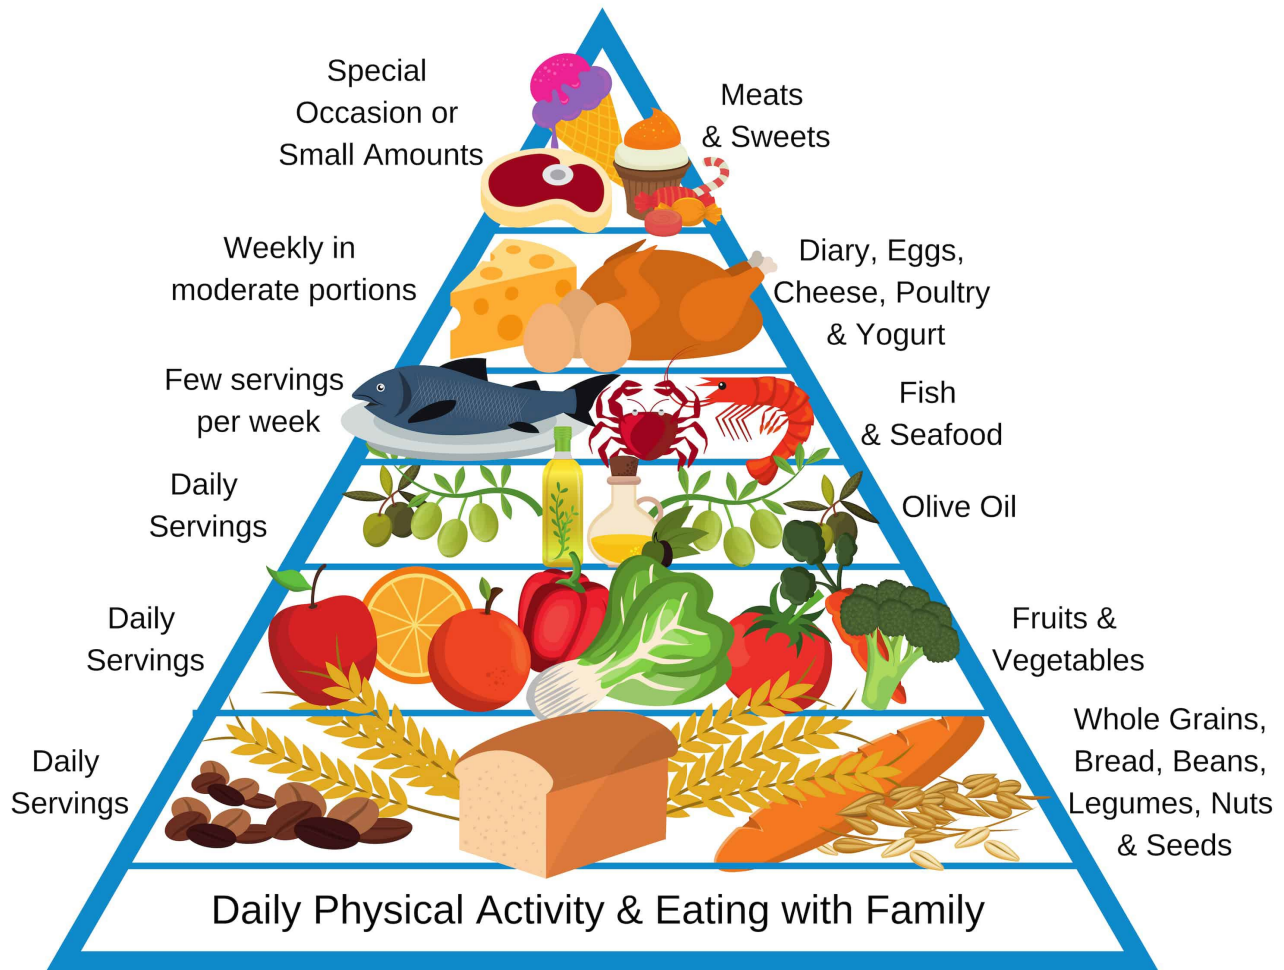 Special
Occasion or
Small Amounts
Meats
& Sweets
Weekly in
moderate portions
Diary, Eggs,
Cheese, Poultry
& Yogurt
Few servings
per week
Fish
& Seafood
Daily
Servings
Olive Oil
Daily
Servings
Fruits &
Vegetables
Daily
Servings
Whole Grains,
Bread, Beans,
Legumes, Nuts
& Seeds
Daily Physical Activity & Eating with Family